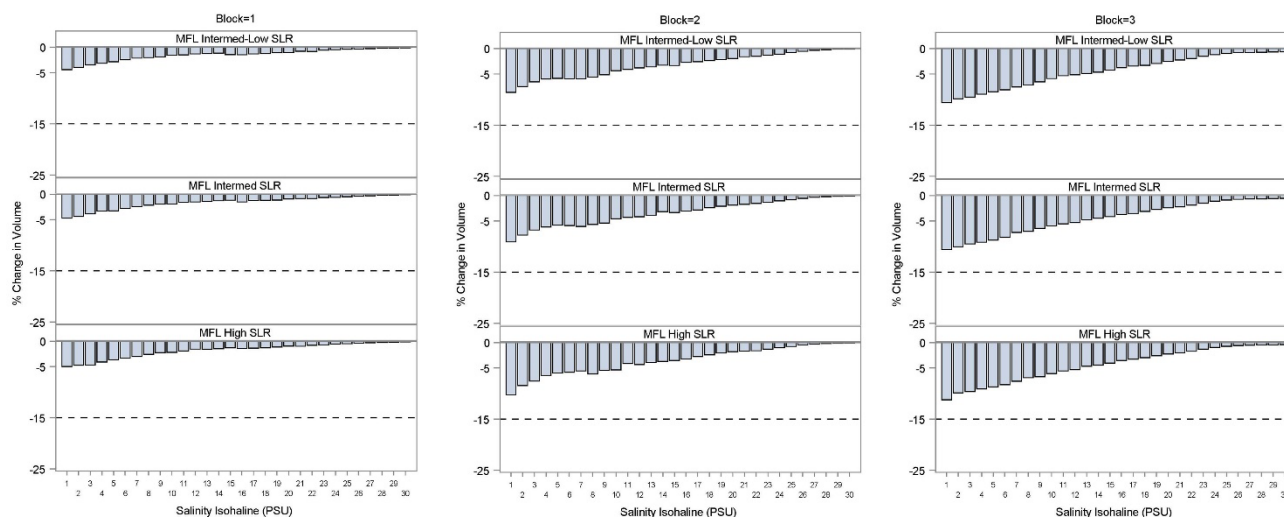 Block=1
MFL Intermed-Low SLR
0
-5
-15
-25
MFL Intermed SLR
0
-5
-15
-25
MFL High SLR
0
-5
-15
-25
% Change in Volume
1 2 3 4 5 6 7 8 9 10 11 12 13 14 15 16 17 18 19 20 21 22 23 24 25 26 27 28 29 30
Salinity Isohaline (PSU)
Block=2
MFL Intermed-Low SLR
0
-5
-15
-25
MFL Intermed SLR
0
-5
-15
-25
MFL High SLR
0
-5
-15
-25
% Change in Volume
1 2 3 4 5 6 7 8 9 10 11 12 13 14 15 16 17 18 19 20 21 22 23 24 25 26 27 28 29 30
Salinity Isohaline (PSU)
Block=3
MFL Intermed-Low SLR
0
-5
-15
-25
MFL Intermed SLR
0
-5
-15
-25
MFL High SLR
0
-5
-15
-25
% Change in Volume
1 2 3 4 5 6 7 8 9 10 11 12 13 14 15 16 17 18 19 20 21 22 23 24 25 26 27 28 29
Salinity Isohaline (PSU)